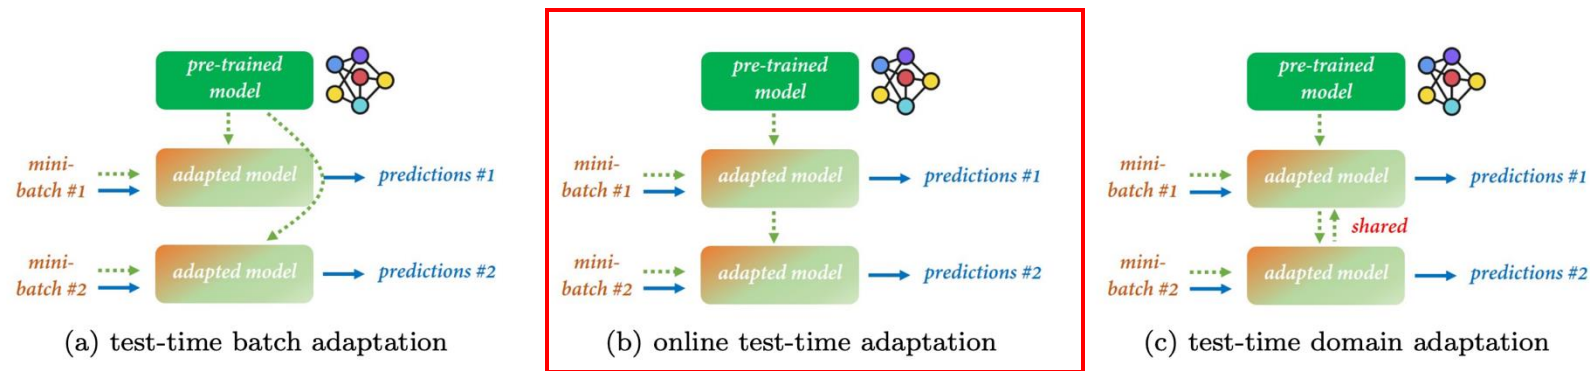 pre-trained
model
mini-
batch #1
adapted model
predictions #1
mini-
batch #2
adapted model
predictions #2
(a) test-time batch adaptation
pre-trained
model
mini-
batch #1
adapted model
predictions #1
mini-
batch #2
adapted model
predictions #2
(b) online test-time adaptation
pre-trained
model
mini-
batch #1
adapted model
predictions #1
shared
mini-
batch #2
adapted model
predictions #2
(c) test-time domain adaptation